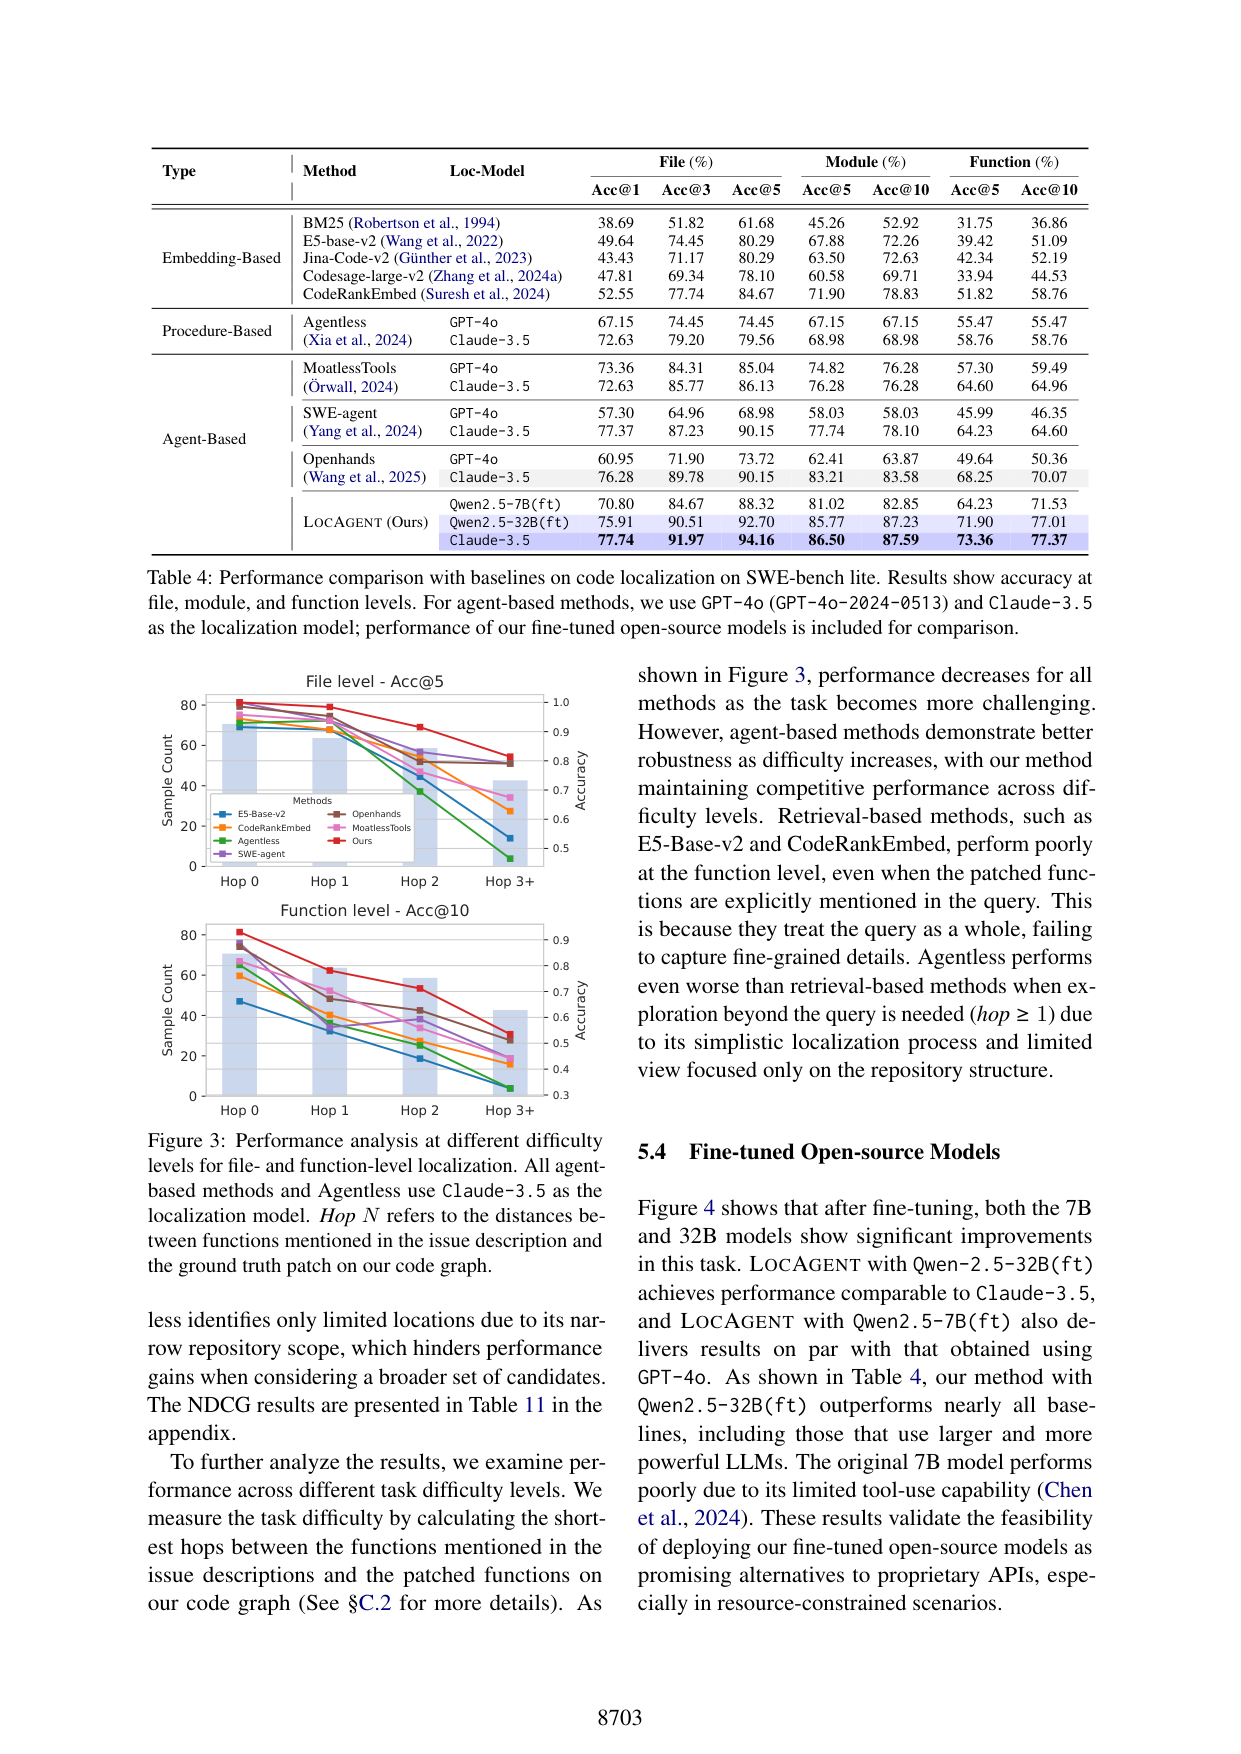 Type Method Loc-Model File (%) Module (%) Function (%)
Acc@1 Acc@3 Acc@5 Acc@5 Acc@10 Acc@5 Acc@10
Embedding-Based
BM25 (Robertson et al., 1994) 38.69 51.82 61.68 45.26 52.92 31.75 36.86
E5-base-v2 (Wang et al., 2022) 49.64 74.45 80.29 67.88 72.26 39.42 51.09
Jina-Code-v2 (Günther et al., 2023) 43.43 71.17 80.29 63.50 72.63 42.34 52.19
Codesage-large-v2 (Zhang et al., 2024a) 47.81 69.34 78.10 60.58 69.71 33.94 44.53
CodeRankEmbed (Suresh et al., 2024) 52.55 77.74 84.67 71.90 78.83 51.82 58.76
Procedure-Based
Agentless GPT-4o 67.15 74.45 74.45 67.15 67.15 55.47 55.47
(Xia et al., 2024) Claude-3.5 72.63 79.20 79.56 68.98 68.98 58.76 58.76
Agent-Based
MoatlessTools GPT-4o 73.36 84.31 85.04 74.82 76.28 57.30 59.49
(Örwall, 2024) Claude-3.5 72.63 85.77 86.13 76.28 76.28 64.60 64.96
SWE-agent GPT-4o 57.30 64.96 68.98 58.03 58.03 45.99 46.35
(Yang et al., 2024) Claude-3.5 77.37 87.23 90.15 77.74 78.10 64.23 64.60
Openhands GPT-4o 60.95 71.90 73.72 62.41 63.87 49.64 50.36
(Wang et al., 2025) Claude-3.5 76.28 89.78 90.15 83.21 83.58 68.25 70.07
LOCAGENT (Ours)
Qwen2.5-7B(ft) 70.80 84.67 88.32 81.02 82.85 64.23 71.53
Qwen2.5-32B(ft) 75.91 90.51 92.70 85.77 87.23 71.90 77.01
Claude-3.5 77.74 91.97 94.16 86.50 87.59 73.36 77.37
Table 4: Performance comparison with baselines on code localization on SWE-bench lite. Results show accuracy at
file, module, and function levels. For agent-based methods, we use GPT-4o (GPT-4o-2024-0513) and Claude-3.5
as the localization model; performance of our fine-tuned open-source models is included for comparison.
File level - Acc@5
Sample Count
80
60
40
20
0
1.0
0.9
0.8
0.7
0.6
0.5
Accuracy
Methods
E5-Base-v2
CodeRankEmbed
Agentless
SWE-agent
Openhands
MoatlessTools
Ours
Hop 0 Hop 1 Hop 2 Hop 3+
Function level - Acc@10
Sample Count
80
60
40
20
0
0.9
0.8
0.7
0.6
0.5
0.4
0.3
Accuracy
Hop 0 Hop 1 Hop 2 Hop 3+
Figure 3: Performance analysis at different difficulty
levels for file- and function-level localization. All agent-
based methods and Agentless use Claude-3.5 as the
localization model. Hop N refers to the distances be-
tween functions mentioned in the issue description and
the ground truth patch on our code graph.
less identifies only limited locations due to its nar-
row repository scope, which hinders performance
gains when considering a broader set of candidates.
The NDCG results are presented in Table 11 in the
appendix.
To further analyze the results, we examine per-
formance across different task difficulty levels. We
measure the task difficulty by calculating the short-
est hops between the functions mentioned in the
issue descriptions and the patched functions on
our code graph (See §C.2 for more details). As
shown in Figure 3, performance decreases for all
methods as the task becomes more challenging.
However, agent-based methods demonstrate better
robustness as difficulty increases, with our method
maintaining competitive performance across dif-
ficulty levels. Retrieval-based methods, such as
E5-Base-v2 and CodeRankEmbed, perform poorly
at the function level, even when the patched func-
tions are explicitly mentioned in the query. This
is because they treat the query as a whole, failing
to capture fine-grained details. Agentless performs
even worse than retrieval-based methods when ex-
ploration beyond the query is needed (hop ≥ 1) due
to its simplistic localization process and limited
view focused only on the repository structure.
5.4 Fine-tuned Open-source Models
Figure 4 shows that after fine-tuning, both the 7B
and 32B models show significant improvements
in this task. LOCAGENT with Qwen-2.5-32B(ft)
achieves performance comparable to Claude-3.5,
and LOCAGENT with Qwen2.5-7B(ft) also de-
livers results on par with that obtained using
GPT-4o. As shown in Table 4, our method with
Qwen2.5-32B(ft) outperforms nearly all base-
lines, including those that use larger and more
powerful LLMs. The original 7B model performs
poorly due to its limited tool-use capability (Chen
et al., 2024). These results validate the feasibility
of deploying our fine-tuned open-source models as
promising alternatives to proprietary APIs, espe-
cially in resource-constrained scenarios.
8703